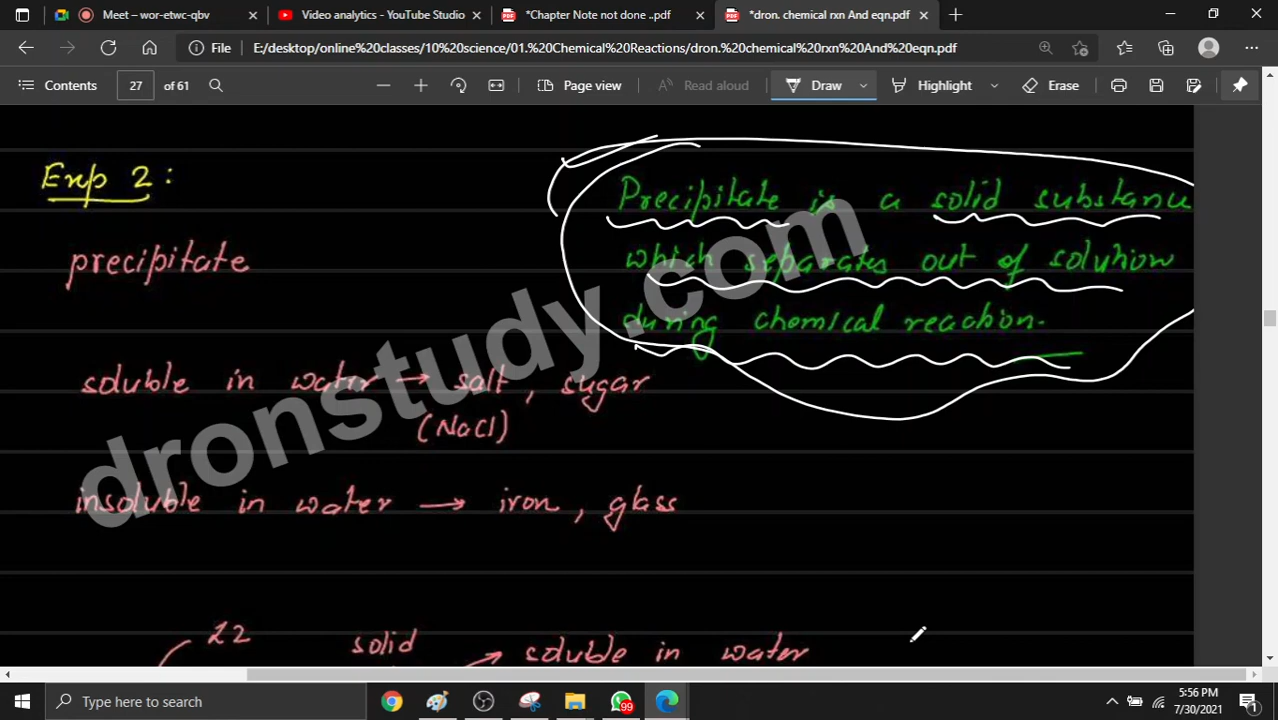 Meet – wor-etwc-qbv
Video analytics - YouTube Studio
*Chapter Note not done ..pdf
*dron. chemical rxn And eqn.pdf
File
E:/desktop/online%20classes/10%20science/01.%20Chemical%20Reactions/dron.%20chemical%20rxn%20And%20eqn.pdf
Contents
27
of 61
Page view
Read aloud
Draw
Highlight
Erase
Exp 2 :
Precipitate is a solid substance
which separates out of solution
during chemical reaction.
precipitate
soluble in water → salt, sugar
(NaCl)
insoluble in water → iron, glass
dronstudy.com
22
solid
→ soluble in water
Type here to search
99
5:56 PM
7/30/2021
1